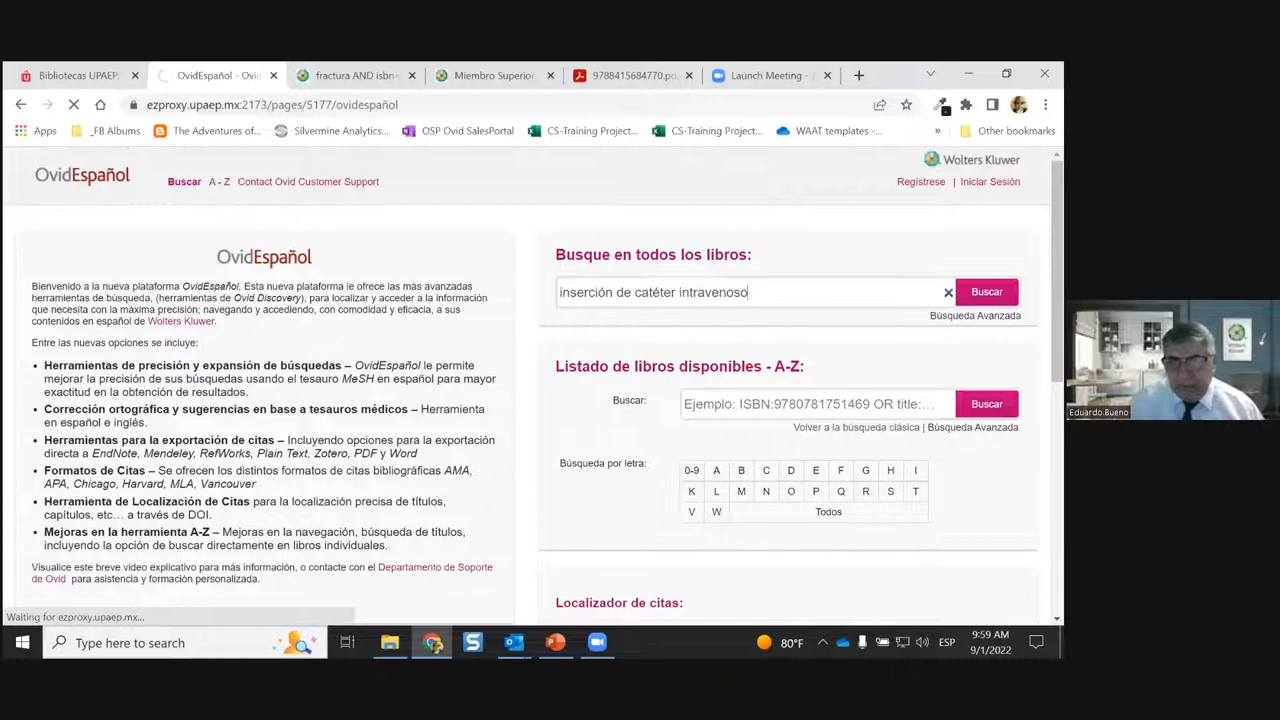 Bibliotecas UPAEP:
OvidEspañol - Ovi
fractura AND isbn
Miembro Superio
9788415684770.p
Launch Meeting -
ezproxy.upaep.mx:2173/pages/5177/ovidespañol
Apps
_FB Albums
The Adventures of...
Silvermine Analytics...
OSP Ovid SalesPortal
CS-Training Project...
CS-Training Project...
WAAT templates -...
»
Other bookmarks
OvidEspañol
Buscar A - Z Contact Ovid Customer Support
Wolters Kluwer
Regístrese | Iniciar Sesión
OvidEspañol
Bienvenido a la nueva plataforma OvidEspañol. Esta nueva plataforma le ofrece las más avanzadas
herramientas de búsqueda, (herramientas de Ovid Discovery), para localizar y acceder a la información
que necesita con la máxima precisión; navegando y accediendo, con comodidad y eficacia, a sus
contenidos en español de Wolters Kluwer.
Entre las nuevas opciones se incluye:
• Herramientas de precisión y expansión de búsquedas – OvidEspañol le permite
mejorar la precisión de sus búsquedas usando el tesauro MeSH en español para mayor
exactitud en la obtención de resultados.
• Corrección ortográfica y sugerencias en base a tesauros médicos – Herramienta
en español e inglés.
• Herramientas para la exportación de citas – Incluyendo opciones para la exportación
directa a EndNote, Mendeley, RefWorks, Plain Text, Zotero, PDF y Word
• Formatos de Citas – Se ofrecen los distintos formatos de citas bibliográficas AMA,
APA, Chicago, Harvard, MLA, Vancouver
• Herramienta de Localización de Citas para la localización precisa de títulos,
capítulos, etc… a través de DOI.
• Mejoras en la herramienta A-Z – Mejoras en la navegación, búsqueda de títulos,
incluyendo la opción de buscar directamente en libros individuales.
Visualice este breve vídeo explicativo para más información, o contacte con el Departamento de Soporte
de Ovid para asistencia y formación personalizada.
Busque en todos los libros:
inserción de catéter intravenoso
Buscar
Búsqueda Avanzada
Listado de libros disponibles - A-Z:
Buscar:
Ejemplo: ISBN:9780781751469 OR title:...
Buscar
Volver a la búsqueda clásica | Búsqueda Avanzada
Búsqueda por letra:
0-9 A B C D E F G H I
K L M N O P Q R S T
V W Todos
Localizador de citas:
Waiting for ezproxy.upaep.mx...
Type here to search
80°F
ESP
9:59 AM
9/1/2022
Wolters
Kluwer
Eduardo.Bueno